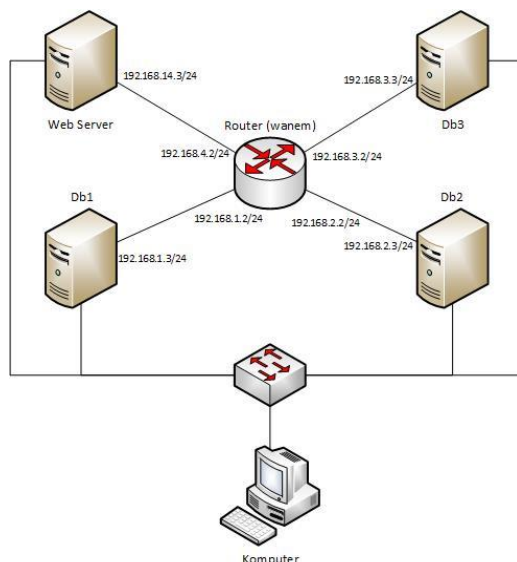 192.168.14.3/24
192.168.3.3/24
Web Server
Router (wanem)
Db3
192.168.4.2/24
192.168.3.2/24
Db1
Db2
192.168.1.2/24
192.168.2.2/24
192.168.1.3/24
192.168.2.3/24
Komputer